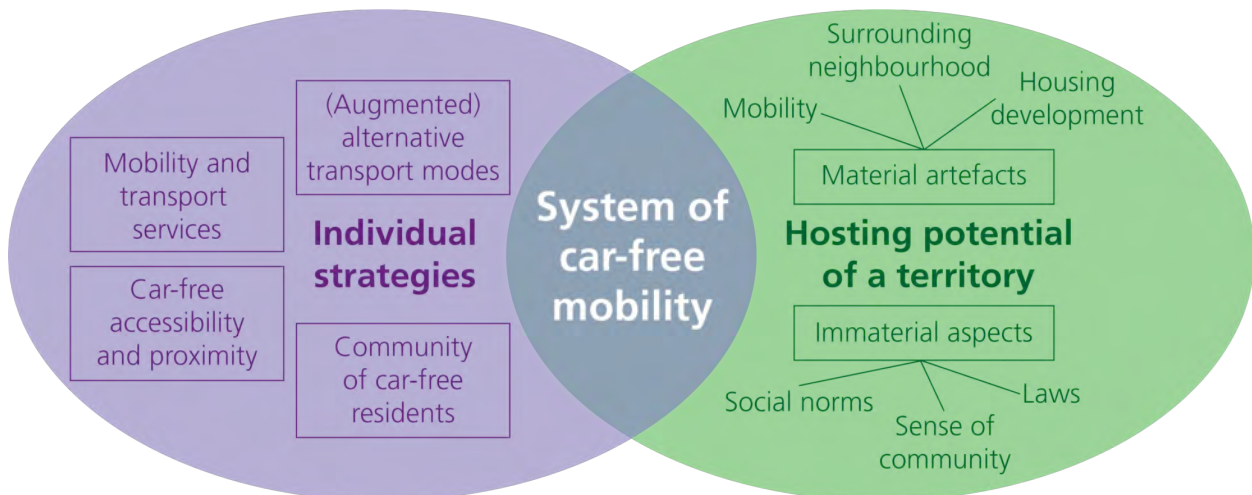 (Augmented)
alternative
transport modes
Mobility and
transport
services
Individual
strategies
Car-free
accessibility
and proximity
Community
of car-free
residents
System of
car-free
mobility
Surrounding
neighbourhood
Mobility
Housing
development
Material artefacts
Hosting potential
of a territory
Immaterial aspects
Social norms
Sense of
community
Laws